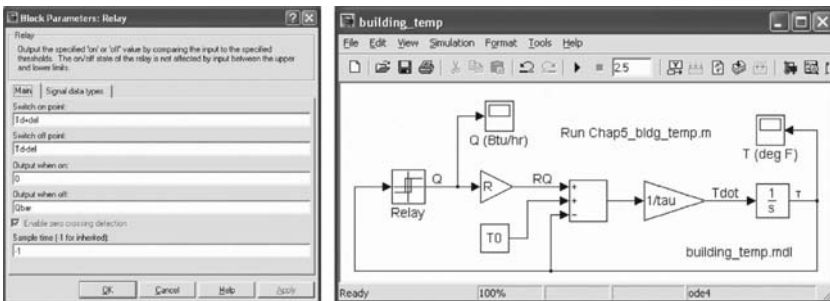 Block Parameters: Relay
Relay
Output the specified 'on' or 'off' value by comparing the input to the specified
thresholds. The on/off state of the relay is not affected by input between the upper
and lower limits.
Main
Signal data types
Switch on point:
Td+del
Switch off point:
Td-del
Output when on:
0
Output when off:
Qbar
Enable zero crossing detection
Sample time (-1 for inherited):
-1
OK
Cancel
Help
Apply
building_temp
File Edit View Simulation Format Tools Help
2.5
Q (Btu/hr)
Run Chap5_bldg_temp.m
T (deg F)
Q
R
RQ
+
+
−
1/tau
Tdot
1
s
T
Relay
T0
building_temp.mdl
Ready
100%
ode4